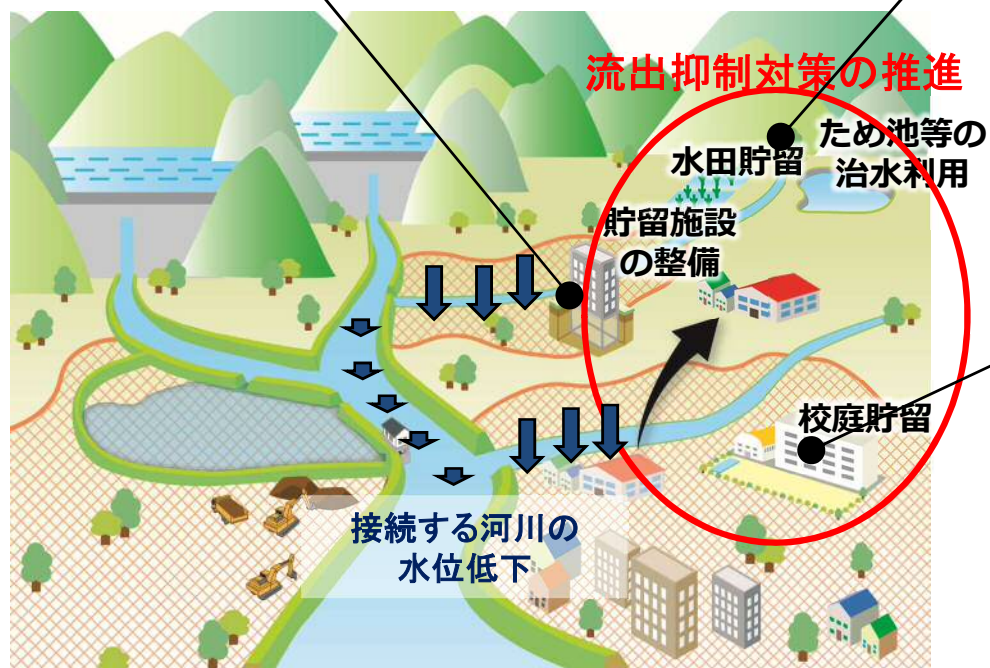 流出抑制対策の推進
ため池等の
治水利用
水田貯留
貯留施設
の整備
校庭貯留
接続する河川の
水位低下